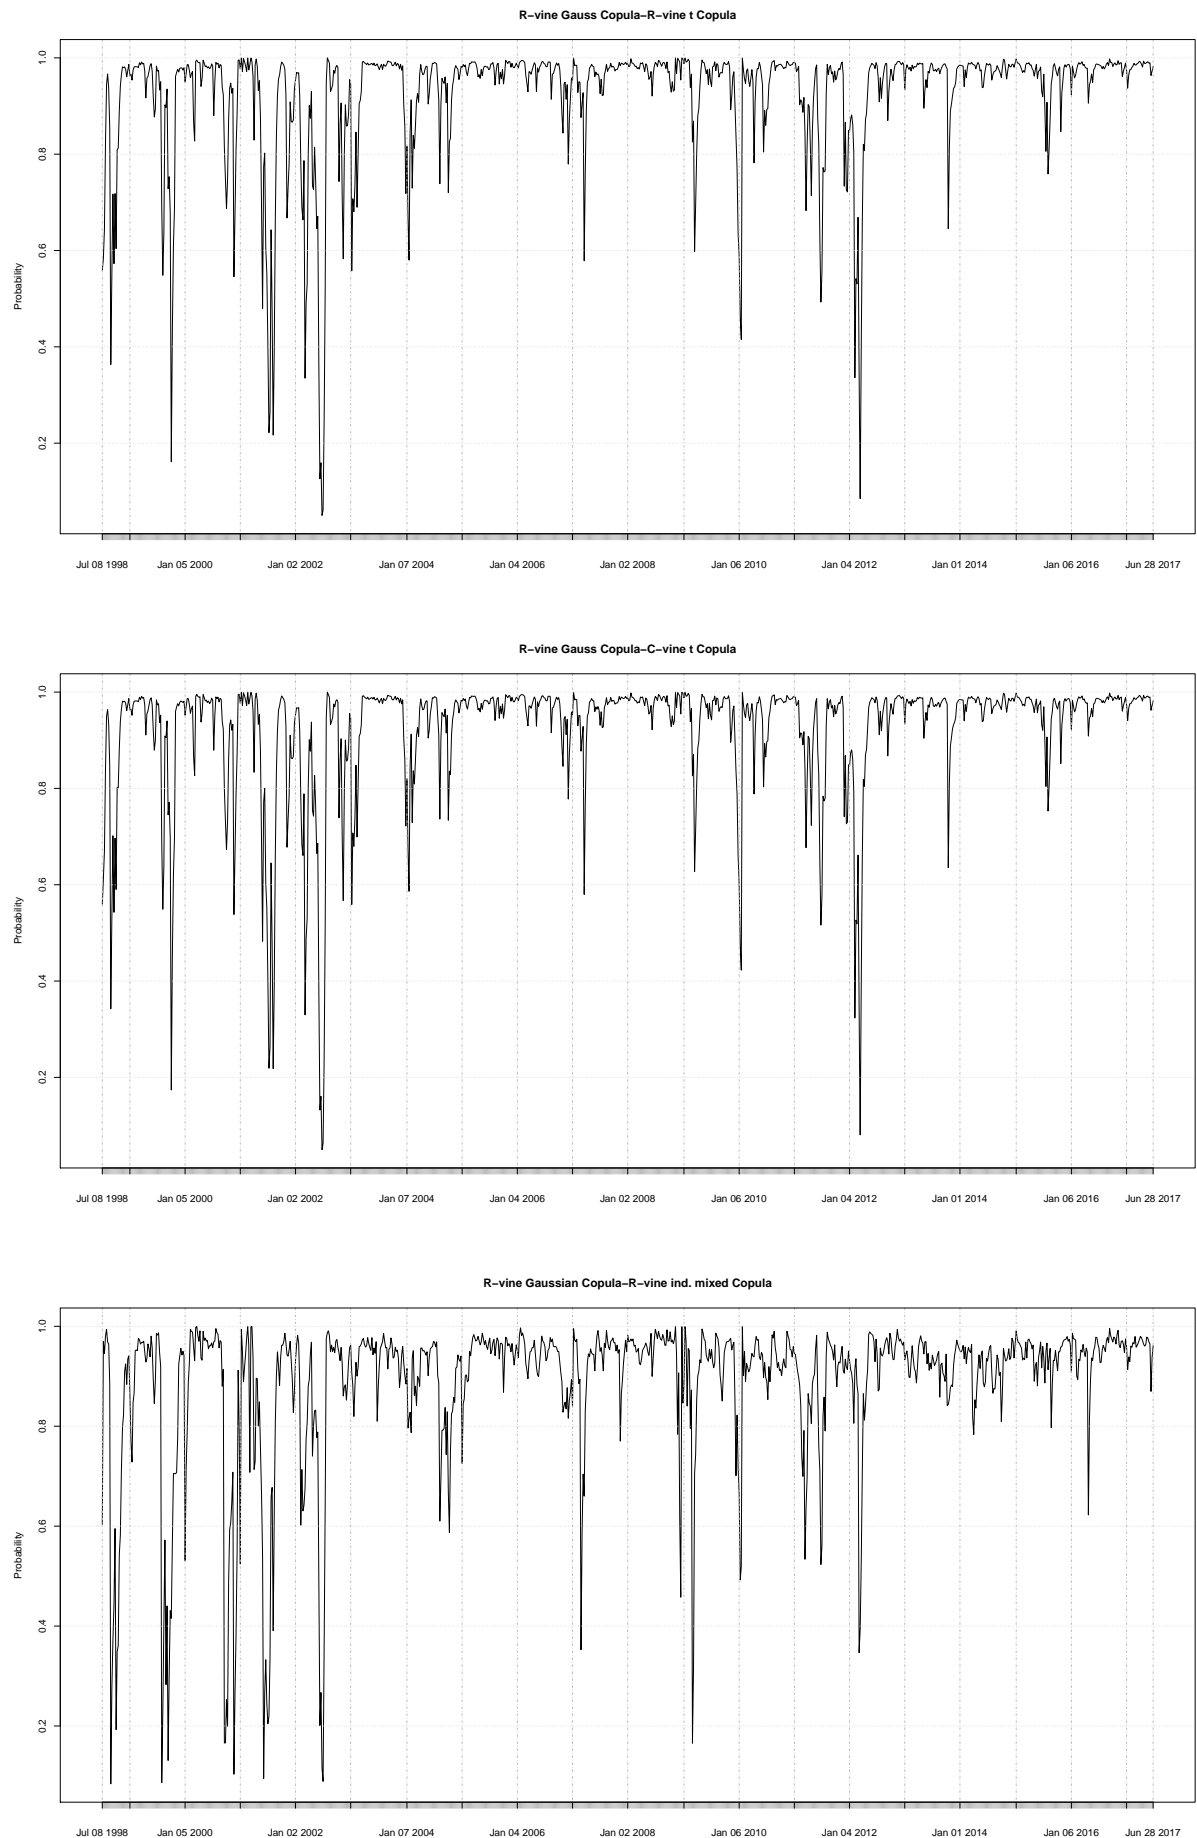 R−vine Gauss Copula−R−vine t Copula
1.0
0.8
0.6
0.4
0.2
Probability
Jul 08 1998 Jan 05 2000 Jan 02 2002 Jan 07 2004 Jan 04 2006 Jan 02 2008 Jan 06 2010 Jan 04 2012 Jan 01 2014 Jan 06 2016 Jun 28 2017
R−vine Gauss Copula−C−vine t Copula
1.0
0.8
0.6
0.4
0.2
Probability
Jul 08 1998 Jan 05 2000 Jan 02 2002 Jan 07 2004 Jan 04 2006 Jan 02 2008 Jan 06 2010 Jan 04 2012 Jan 01 2014 Jan 06 2016 Jun 28 2017
R−vine Gaussian Copula−R−vine ind. mixed Copula
1.0
0.8
0.6
0.4
0.2
Probability
Jul 08 1998 Jan 05 2000 Jan 02 2002 Jan 07 2004 Jan 04 2006 Jan 02 2008 Jan 06 2010 Jan 04 2012 Jan 01 2014 Jan 06 2016 Jun 28 2017